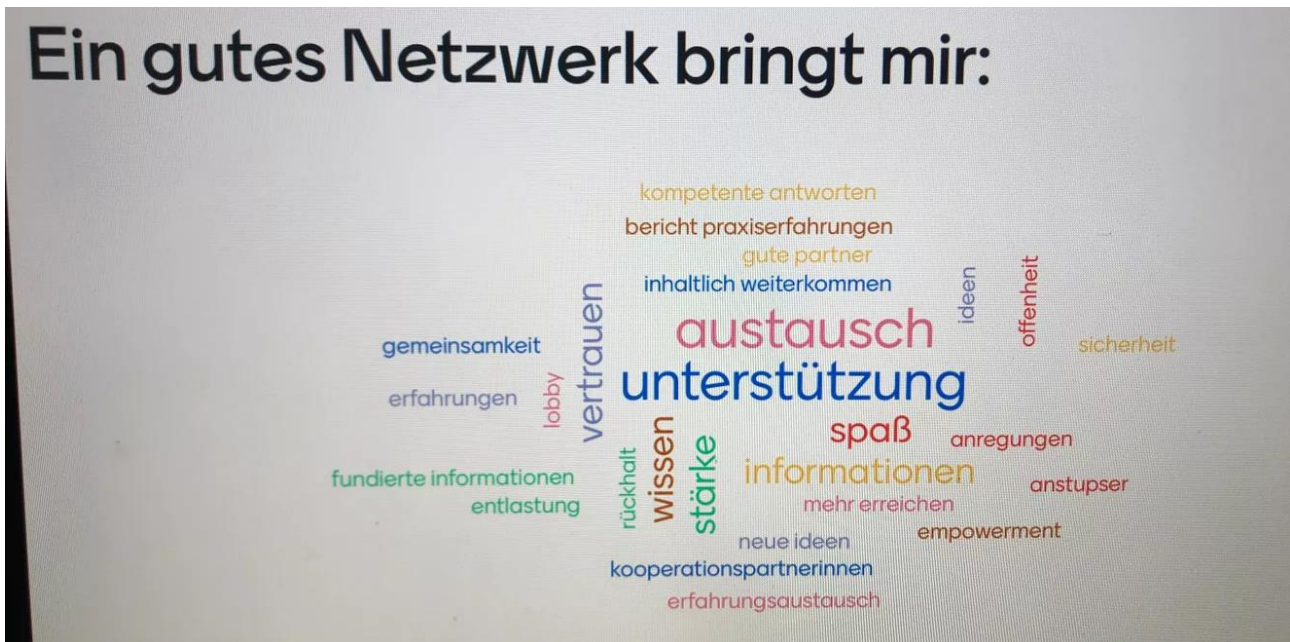 Ein gutes Netzwerk bringt mir:
kompetente antworten
bericht praxiserfahrungen
gute partner
inhaltlich weiterkommen
ideen
offenheit
vertrauen
austausch
gemeinsamkeit
sicherheit
unterstützung
erfahrungen
lobby
spaß
anregungen
wissen
stärke
rückhalt
informationen
fundierte informationen
anstupser
entlastung
mehr erreichen
empowerment
neue ideen
kooperationspartnerinnen
erfahrungsaustausch